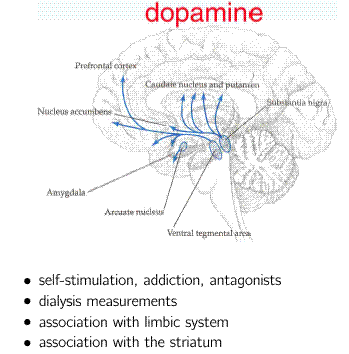 dopamine
Prefrontal cortex
Caudate nucleus and putamen
Substantia nigra
Nucleus accumbens
Amygdala
Arcuate nucleus
Ventral tegmental area
• self-stimulation, addiction, antagonists
• dialysis measurements
• association with limbic system
• association with the striatum